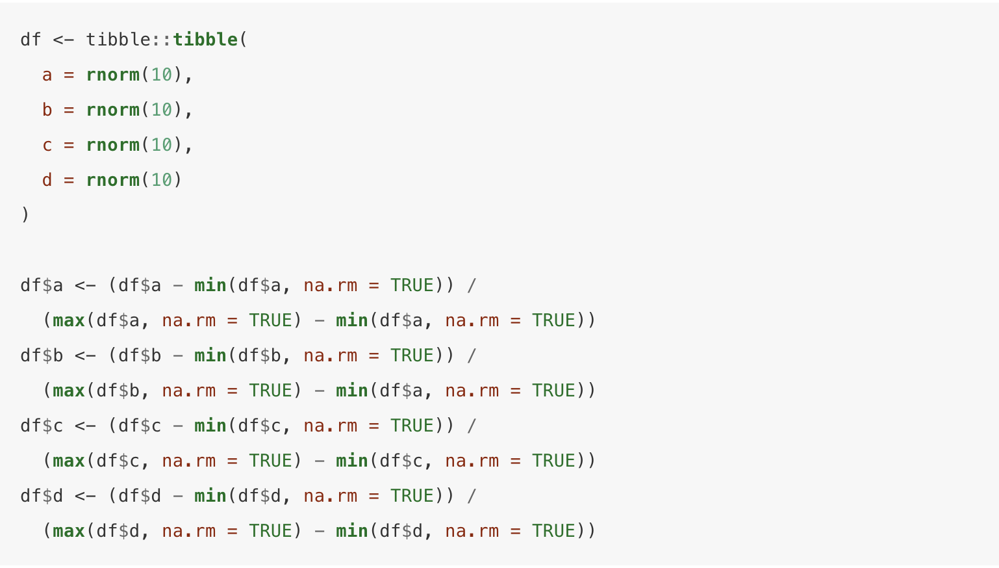 df <- tibble::tibble(
  a = rnorm(10),
  b = rnorm(10),
  c = rnorm(10),
  d = rnorm(10)
)

df$a <- (df$a - min(df$a, na.rm = TRUE)) /
  (max(df$a, na.rm = TRUE) - min(df$a, na.rm = TRUE))
df$b <- (df$b - min(df$b, na.rm = TRUE)) /
  (max(df$b, na.rm = TRUE) - min(df$a, na.rm = TRUE))
df$c <- (df$c - min(df$c, na.rm = TRUE)) /
  (max(df$c, na.rm = TRUE) - min(df$c, na.rm = TRUE))
df$d <- (df$d - min(df$d, na.rm = TRUE)) /
  (max(df$d, na.rm = TRUE) - min(df$d, na.rm = TRUE))